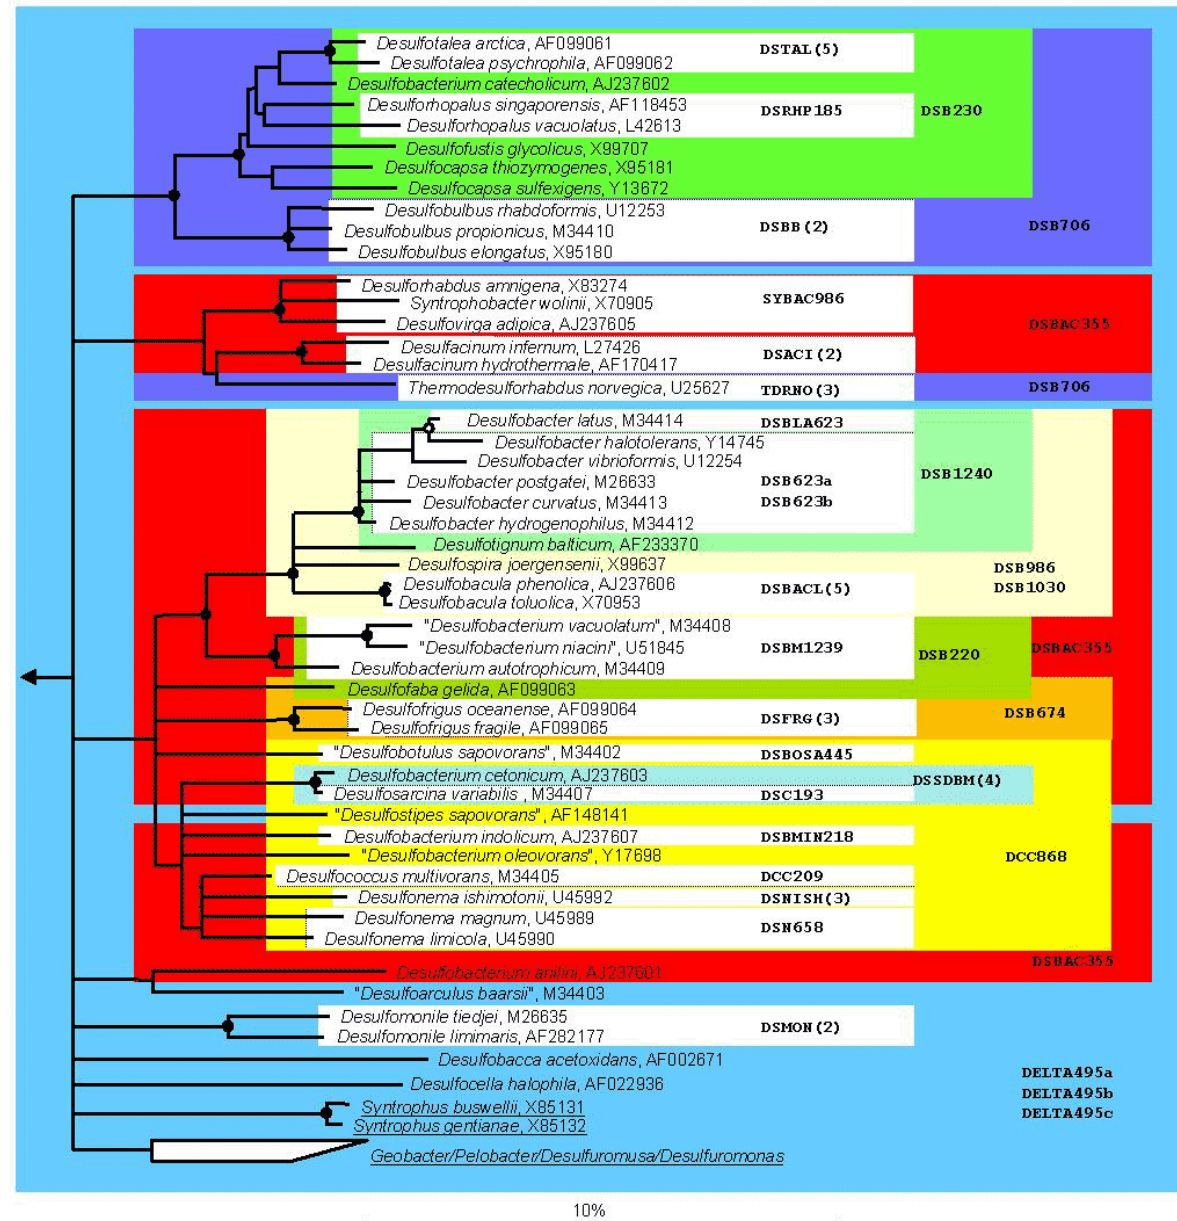 Desulfotalea arctica, AF099061
DSTAL(5)
Desulfotalea psychrophila, AF099062
Desulfobacterium catecholicum, AJ237602
Desulforhopalus singaporensis, AF118453
DSRHP185
DSB230
Desulforhopalus vacuolatus, L42613
Desulfofustis glycolicus, X99707
Desulfocapsa thiozymogenes, X95181
Desulfocapsa sulfexigens, Y13672
Desulfobulbus rhabdoformis, U12253
Desulfobulbus propionicus, M34410
DSBB(2)
DSB706
Desulfobulbus elongatus, X95180
Desulforhabdus amnigena, X83274
Syntrophobacter wolinii, X70905
SYBAC986
Desulfovirga adipica, AJ237605
DSBAC355
Desulfacinum infernum, L27426
DSACI(2)
Desulfacinum hydrothermale, AF170417
Thermodesulforhabdus norvegica, U25627
TDRNO(3)
DSB706
Desulfobacter latus, M34414
DSBLA623
Desulfobacter halotolerans, Y14745
Desulfobacter vibrioformis, U12254
DSB1240
Desulfobacter postgatei, M26633
DSB623a
Desulfobacter curvatus, M34413
DSB623b
Desulfobacter hydrogenophilus, M34412
Desulfotignum balticum, AF233370
Desulfospira joergensenii, X99637
DSB986
Desulfobacula phenolica, AJ237606
DSBACL(5)
DSB1030
Desulfobacula toluolica, X70953
"Desulfobacterium vacuolatum", M34408
"Desulfobacterium niacini", U51845
DSBM1239
DSB220
DSBAC355
Desulfobacterium autotrophicum, M34409
Desulfofaba gelida, AF099063
Desulfofrigus oceanense, AF099064
DSFRG(3)
DSB674
Desulfofrigus fragile, AF099065
"Desulfobotulus sapovorans", M34402
DSBOSA445
Desulfobacterium cetonicum, AJ237603
DSSDBM(4)
Desulfosarcina variabilis , M34407
DSC193
"Desulfostipes sapovorans", AF148141
Desulfobacterium indolicum, AJ237607
DSBMIN218
"Desulfobacterium oleovorans", Y17698
DCC868
Desulfococcus multivorans, M34405
DCC209
Desulfonema ishimotonii, U45992
DSNISH(3)
Desulfonema magnum, U45989
DSN658
Desulfonema limicola, U45990
DSBAC355
Desulfobacterium anilini, AJ237601
"Desulfoarculus baarsii", M34403
Desulfomonile tiedjei, M26635
DSMON(2)
Desulfomonile limimaris, AF282177
Desulfobacca acetoxidans, AF002671
DELTA495a
Desulfocella halophila, AF022936
DELTA495b
Syntrophus buswellii, X85131
DELTA495c
Syntrophus gentianae, X85132
Geobacter/Pelobacter/Desulfuromusa/Desulfuromonas
10%